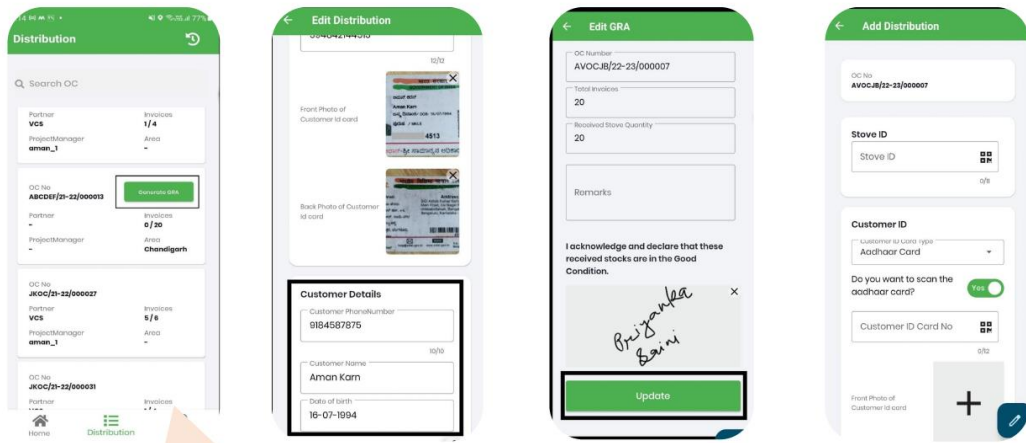 77%
Distribution
Search OC
Partner
Invoices
VCS
1/4
ProjectManager
Area
aman_1
-
OC No
ABCDEF/21-22/000013
Generate GRA
Partner
Invoices
-
0/20
ProjectManager
Area
-
Chandigarh
OC No
JKOC/21-22/000027
Partner
Invoices
VCS
5/6
ProjectManager
Area
aman_1
-
OC No
JKOC/21-22/000031
Partner
Invoices
Home
Distribution
Edit Distribution
12/12
Front Photo of
Customer Id card
Aman Karn
4513
Back Photo of Customer
Id card
Customer Details
Customer PhoneNumber
9184587875
10/10
Customer Name
Aman Karn
Date of birth
16-07-1994
Edit GRA
OC Number
AVOCJB/22-23/000007
Total Invoices
20
Received Stove Quantity
20
Remarks
I acknowledge and declare that these
received stocks are in the Good
Condition.
Priyanka
Saini
Update
Add Distribution
OC No
AVOCJB/22-23/000007
Stove ID
Stove ID
0/8
Customer ID
Customer ID Card Type
Aadhaar Card
Do you want to scan the
aadhaar card?
Yes
Customer ID Card No
0/12
Front Photo of
Customer Id card